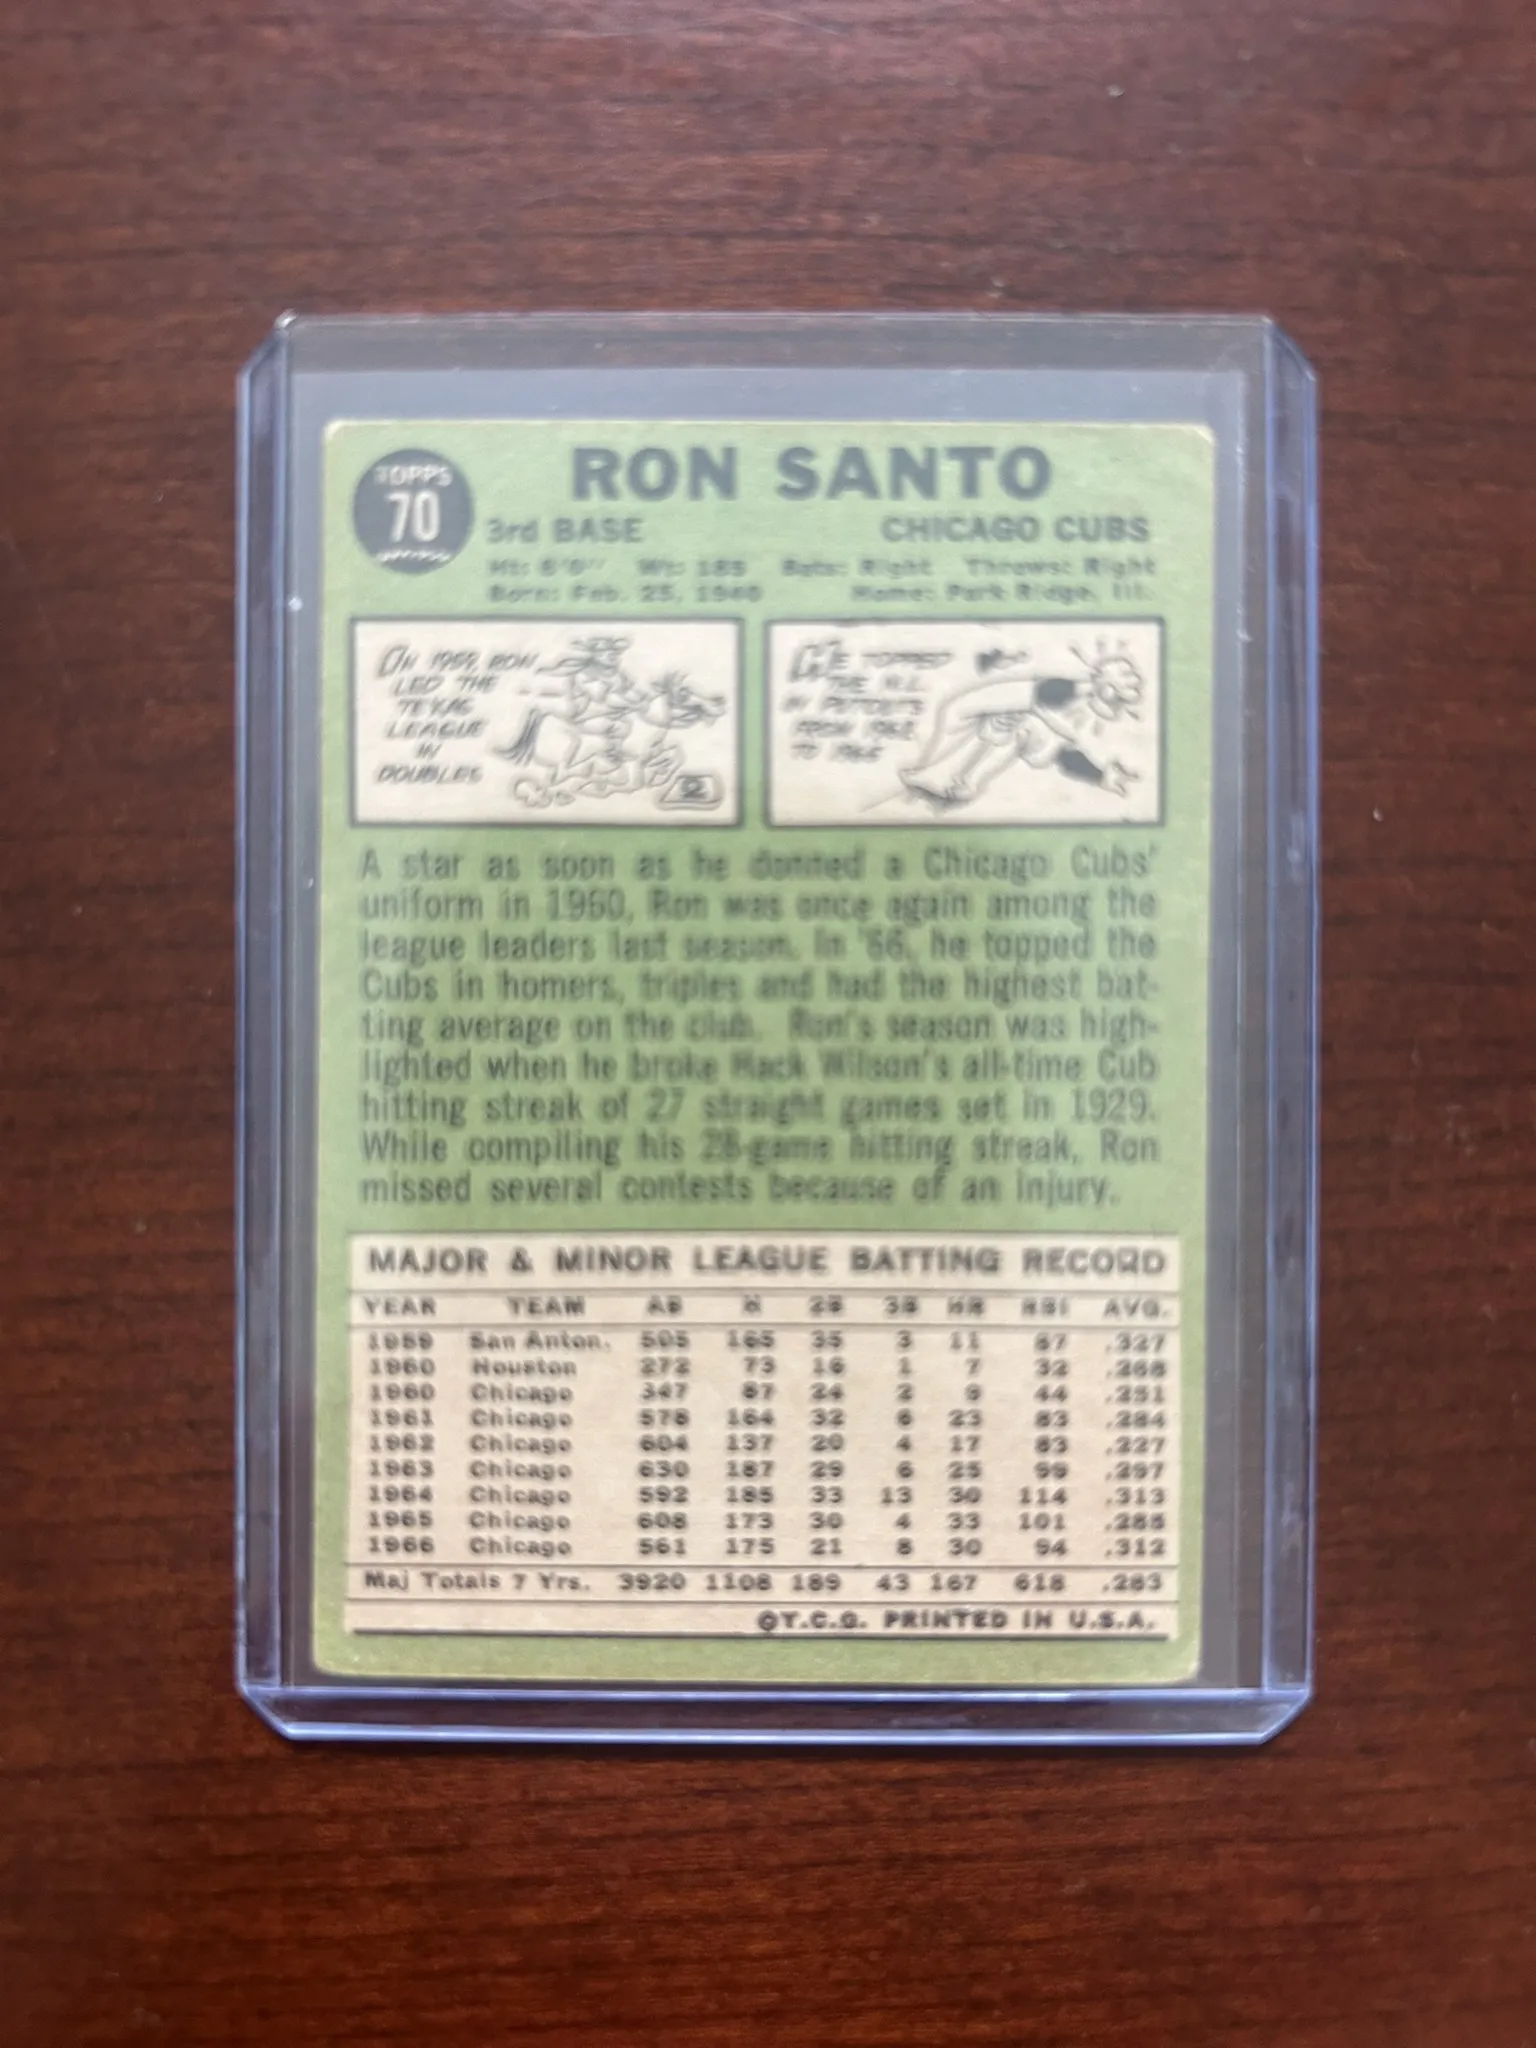 TOPPS
70
RON SANTO
3rd BASE CHICAGO CUBS
Ht: 6'0" Wt: 185 Bats: Right Throws: Right
Born: Feb. 25, 1940 Home: Park Ridge, Ill.
IN 1959, RON
LED THE
TEXAS
LEAGUE
IN
DOUBLES
2
HE TOPPED
THE N.L.
IN PUTOUTS
FROM 1962
TO
A star as soon as he donned a Chicago Cubs'
uniform in 1960, Ron was once again among the
league leaders last season. In '66, he topped the
Cubs in homers, triples and had the highest bat-
ting average on the club. Ron's season was high-
lighted when he broke Hack Wilson's all-time Cub
hitting streak of 27 straight games set in 1929.
While compiling his 28-game hitting streak, Ron
missed several contests because of an injury.
MAJOR & MINOR LEAGUE BATTING RECORD
YEAR TEAM AB H 2B 3B HR RBI AVG.
1959 San Anton. 505 165 35 3 11 87 .327
1960 Houston 272 73 16 1 7 32 .268
1960 Chicago 347 87 24 2 9 44 .251
1961 Chicago 578 164 32 6 23 83 .284
1962 Chicago 604 137 20 4 17 83 .227
1963 Chicago 630 187 29 6 25 99 .297
1964 Chicago 592 185 33 13 30 114 .313
1965 Chicago 608 173 30 4 33 101 .285
1966 Chicago 561 175 21 8 30 94 .312
Maj Totals 7 Yrs. 3920 1108 189 43 167 618 .283
©T.C.G. PRINTED IN U.S.A.